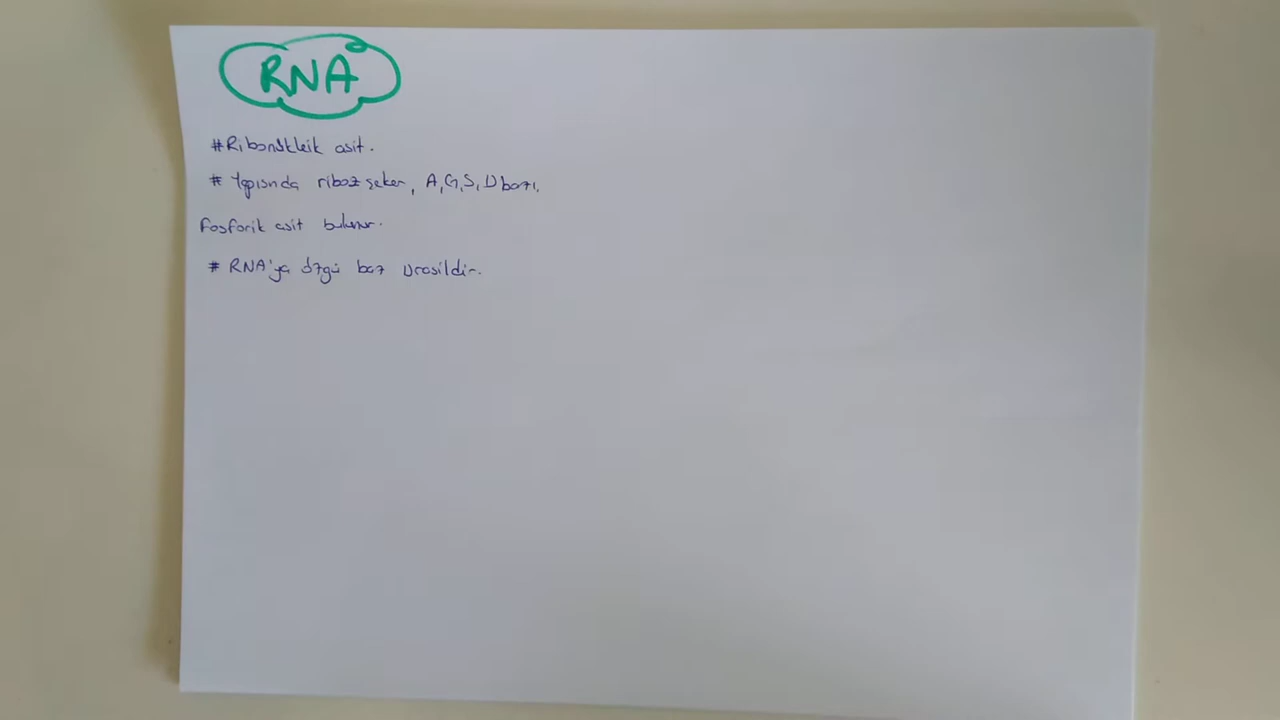 RNA
#Ribonükleik asit.
# Yapısında riboz şeker, A,G,S,U bazı,
fosforik asit bulunur.
# RNA'ya özgü baz Urasildir.